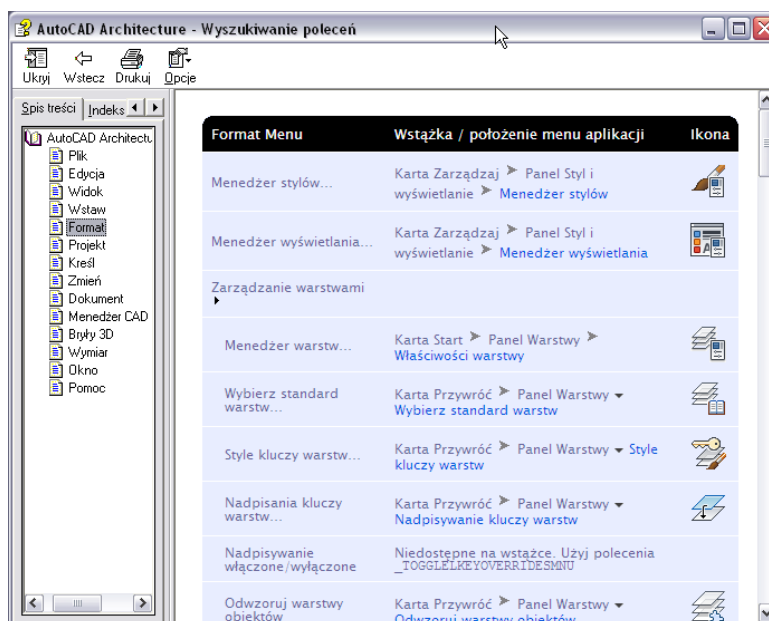 AutoCAD Architecture - Wyszukiwanie poleceń
Ukryj Wstecz Drukuj Opcje
Spis treści Indeks
AutoCAD Architectu
Plik
Edycja
Widok
Wstaw
Format
Projekt
Kreśl
Zmień
Dokument
Menedżer CAD
Bryły 3D
Wymiar
Okno
Pomoc
Format Menu Wstążka / położenie menu aplikacji Ikona
Menedżer stylów... Karta Zarządzaj ➤ Panel Styl i
wyświetlanie ➤ Menedżer stylów
Menedżer wyświetlania... Karta Zarządzaj ➤ Panel Styl i
wyświetlanie ➤ Menedżer wyświetlania
Zarządzanie warstwami
Menedżer warstw... Karta Start ➤ Panel Warstwy ➤
Właściwości warstwy
Wybierz standard
warstw...
Karta Przywróć ➤ Panel Warstwy
Wybierz standard warstw
Style kluczy warstw... Karta Przywróć ➤ Panel Warstwy Style
kluczy warstw
Nadpisania kluczy
warstw...
Karta Przywróć ➤ Panel Warstwy
Nadpisywanie kluczy warstw
Nadpisywanie
włączone/wyłączone
Niedostępne na wstążce. Użyj polecenia
_TOGGLELKEYOVERRIDESMNU
Odwzoruj warstwy
obiektów
Karta Przywróć ➤ Panel Warstwy
Odwzoruj warstwy obiektów